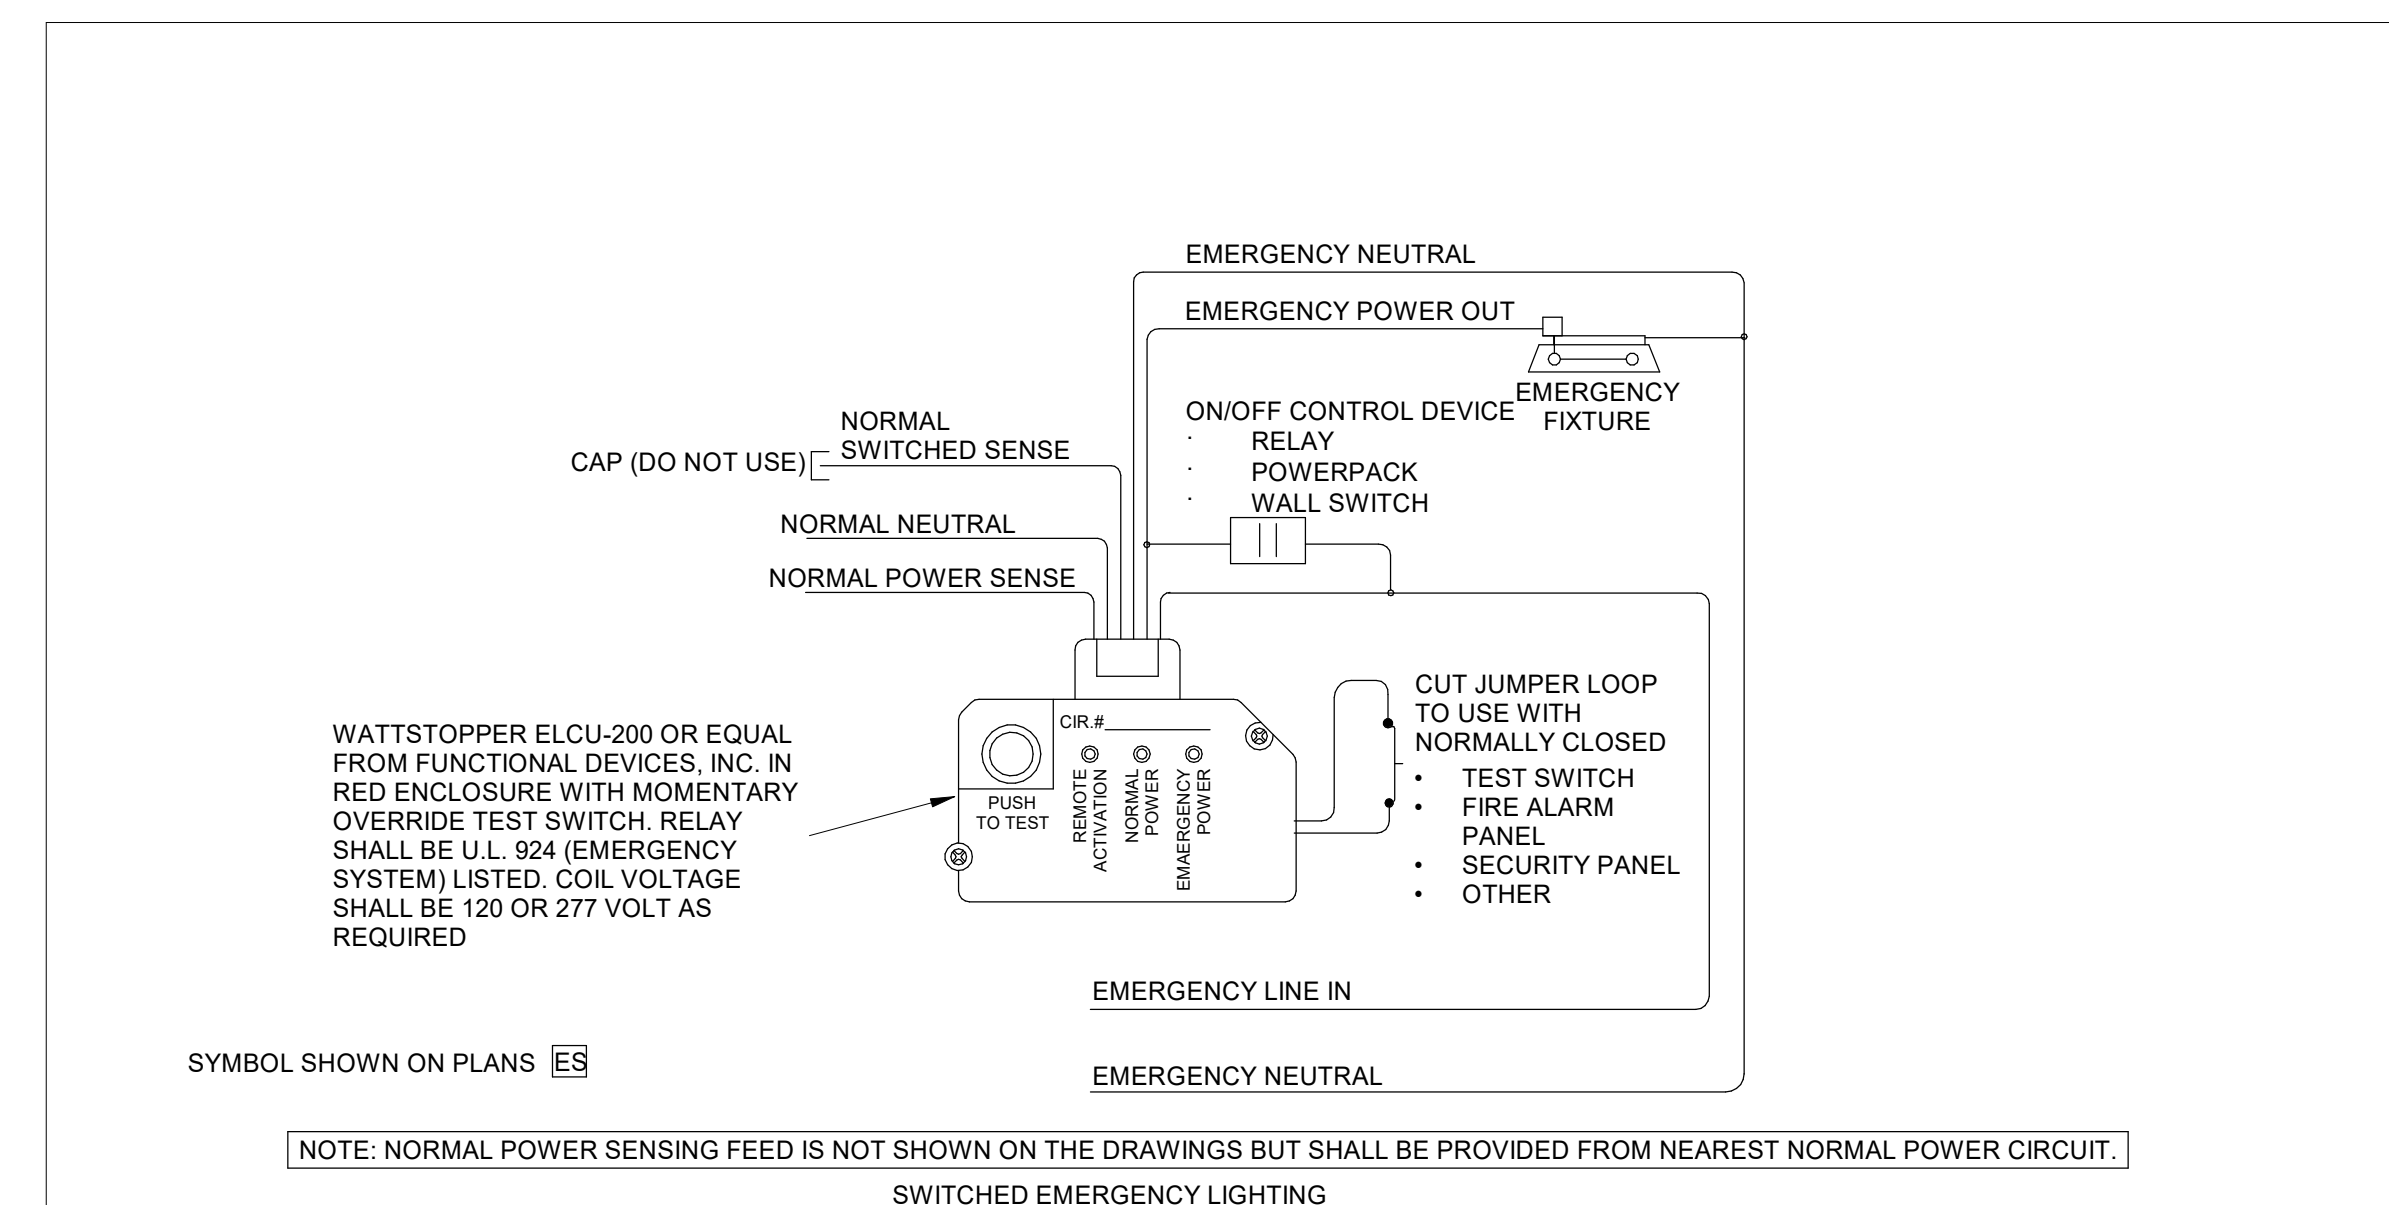 EMERGENCY NEUTRAL
EMERGENCY POWER OUT
EMERGENCY
FIXTURE
ON/OFF CONTROL DEVICE
· RELAY
· POWERPACK
· WALL SWITCH
NORMAL
SWITCHED SENSE
CAP (DO NOT USE)
NORMAL NEUTRAL
NORMAL POWER SENSE
CUT JUMPER LOOP
TO USE WITH
NORMALLY CLOSED
• TEST SWITCH
• FIRE ALARM
PANEL
• SECURITY PANEL
• OTHER
CIR.#
PUSH
TO TEST
REMOTE
ACTIVATION
NORMAL
POWER
EMAERGENCY
POWER
WATTSTOPPER ELCU-200 OR EQUAL
FROM FUNCTIONAL DEVICES, INC. IN
RED ENCLOSURE WITH MOMENTARY
OVERRIDE TEST SWITCH. RELAY
SHALL BE U.L. 924 (EMERGENCY
SYSTEM) LISTED. COIL VOLTAGE
SHALL BE 120 OR 277 VOLT AS
REQUIRED
EMERGENCY LINE IN
SYMBOL SHOWN ON PLANS ES
EMERGENCY NEUTRAL
NOTE: NORMAL POWER SENSING FEED IS NOT SHOWN ON THE DRAWINGS BUT SHALL BE PROVIDED FROM NEAREST NORMAL POWER CIRCUIT.
SWITCHED EMERGENCY LIGHTING